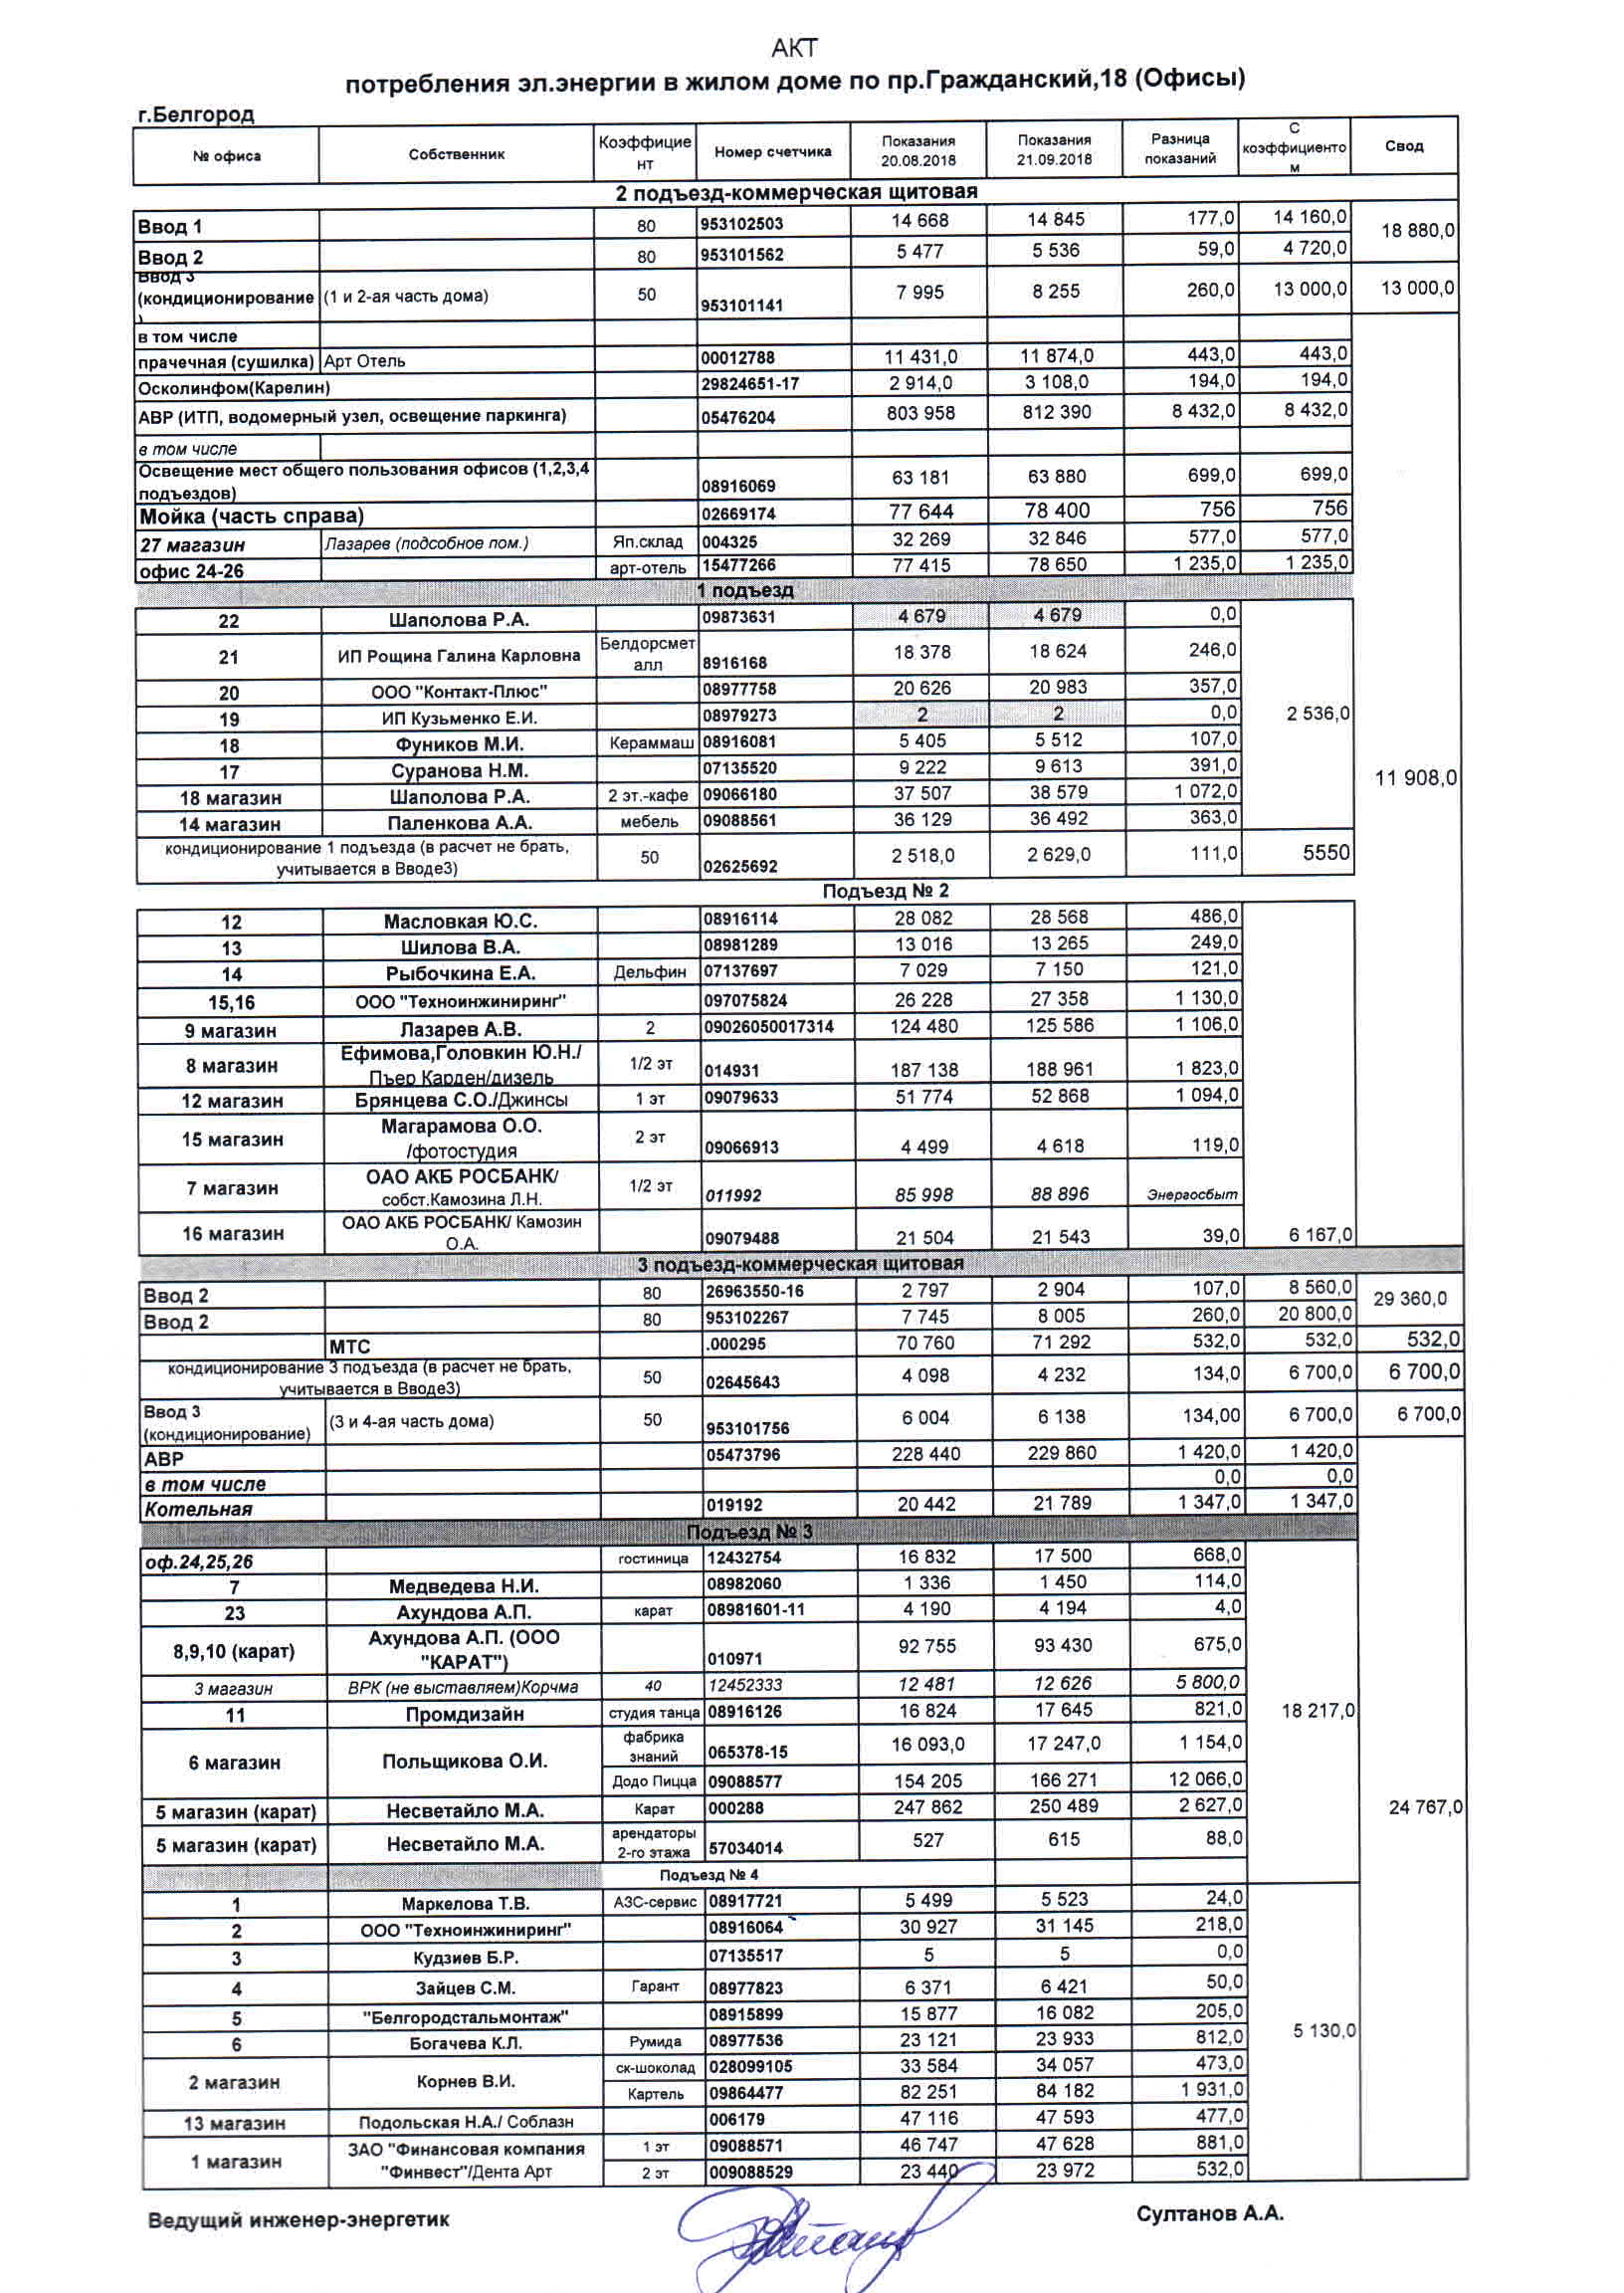 АКТ
потребления эл.энергии в жилом доме по пр.Гражданский,18 (Офисы)
г.Белгород
№ офиса Собственник Коэффициент Номер счетчика Показания 20.08.2018 Показания 21.09.2018 Разница показаний С коэффициентом Свод
2 подъезд-коммерческая щитовая
Ввод 1 80 953102503 14 668 14 845 177,0 14 160,0 18 880,0
Ввод 2 80 953101562 5 477 5 536 59,0 4 720,0
Ввод 3 (кондиционирование) (1 и 2-ая часть дома) 50 953101141 7 995 8 255 260,0 13 000,0 13 000,0
в том числе
прачечная (сушилка) Арт Отель 00012788 11 431,0 11 874,0 443,0 443,0
Осколинфом(Карелин) 29824651-17 2 914,0 3 108,0 194,0 194,0
АВР (ИТП, водомерный узел, освещение паркинга) 05476204 803 958 812 390 8 432,0 8 432,0
в том числе
Освещение мест общего пользования офисов (1,2,3,4 подъездов) 08916069 63 181 63 880 699,0 699,0
Мойка (часть справа) 02669174 77 644 78 400 756 756
27 магазин Лазарев (подсобное пом.) Яп.склад 004325 32 269 32 846 577,0 577,0
офис 24-26 арт-отель 15477266 77 415 78 650 1 235,0 1 235,0
1 подъезд
22 Шаполова Р.А. 09873631 4 679 4 679 0,0
21 ИП Рощина Галина Карловна Белдорсметалл 8916168 18 378 18 624 246,0
20 ООО "Контакт-Плюс" 08977758 20 626 20 983 357,0
19 ИП Кузьменко Е.И. 08979273 2 2 0,0 2 536,0
18 Фуников М.И. Кераммаш 08916081 5 405 5 512 107,0
17 Суранова Н.М. 07135520 9 222 9 613 391,0 11 908,0
18 магазин Шаполова Р.А. 2 эт.-кафе 09066180 37 507 38 579 1 072,0
14 магазин Паленкова А.А. мебель 09088561 36 129 36 492 363,0
кондиционирование 1 подъезда (в расчет не брать, учитывается в Вводе3) 50 02625692 2 518,0 2 629,0 111,0 5550
Подъезд № 2
12 Масловкая Ю.С. 08916114 28 082 28 568 486,0
13 Шилова В.А. 08981289 13 016 13 265 249,0
14 Рыбочкина Е.А. Дельфин 07137697 7 029 7 150 121,0
15,16 ООО "Техноинжиниринг" 097075824 26 228 27 358 1 130,0
9 магазин Лазарев А.В. 2 09026050017314 124 480 125 586 1 106,0
8 магазин Ефимова,Головкин Ю.Н./ Пъер Карден/дизель 1/2 эт 014931 187 138 188 961 1 823,0
12 магазин Брянцева С.О./Джинсы 1 эт 09079633 51 774 52 868 1 094,0
15 магазин Магарамова О.О. /фотостудия 2 эт 09066913 4 499 4 618 119,0
7 магазин ОАО АКБ РОСБАНК/ собст.Камозина Л.Н. 1/2 эт 011992 85 998 88 896 Энергосбыт
16 магазин ОАО АКБ РОСБАНК/ Камозин О.А. 09079488 21 504 21 543 39,0 6 167,0
3 подъезд-коммерческая щитовая
Ввод 2 80 26963550-16 2 797 2 904 107,0 8 560,0 29 360,0
Ввод 2 80 953102267 7 745 8 005 260,0 20 800,0
МТС .000295 70 760 71 292 532,0 532,0 532,0
кондиционирование 3 подъезда (в расчет не брать, учитывается в Вводе3) 50 02645643 4 098 4 232 134,0 6 700,0 6 700,0
Ввод 3 (кондиционирование) (3 и 4-ая часть дома) 50 953101756 6 004 6 138 134,00 6 700,0 6 700,0
АВР 05473796 228 440 229 860 1 420,0 1 420,0
в том числе 0,0 0,0
Котельная 019192 20 442 21 789 1 347,0 1 347,0
Подъезд № 3
оф.24,25,26 гостиница 12432754 16 832 17 500 668,0
7 Медведева Н.И. 08982060 1 336 1 450 114,0
23 Ахундова А.П. карат 08981601-11 4 190 4 194 4,0
8,9,10 (карат) Ахундова А.П. (ООО "КАРАТ") 010971 92 755 93 430 675,0
3 магазин ВРК (не выставляем)Корчма 40 12452333 12 481 12 626 5 800,0
11 Промдизайн студия танца 08916126 16 824 17 645 821,0 18 217,0
6 магазин Польщикова О.И. фабрика знаний 065378-15 16 093,0 17 247,0 1 154,0
Додо Пицца 09088577 154 205 166 271 12 066,0
5 магазин (карат) Несветайло М.А. Карат 000288 247 862 250 489 2 627,0 24 767,0
5 магазин (карат) Несветайло М.А. арендаторы 2-го этажа 57034014 527 615 88,0
Подъезд № 4
1 Маркелова Т.В. АЗС-сервис 08917721 5 499 5 523 24,0
2 ООО "Техноинжиниринг" 08916064 30 927 31 145 218,0
3 Кудзиев Б.Р. 07135517 5 5 0,0
4 Зайцев С.М. Гарант 08977823 6 371 6 421 50,0
5 "Белгородстальмонтаж" 08915899 15 877 16 082 205,0 5 130,0
6 Богачева К.Л. Румида 08977536 23 121 23 933 812,0
2 магазин Корнев В.И. ск-шоколад 028099105 33 584 34 057 473,0
Картель 09864477 82 251 84 182 1 931,0
13 магазин Подольская Н.А./ Соблазн 006179 47 116 47 593 477,0
1 магазин ЗАО "Финансовая компания "Финвест"/Дента Арт 1 эт 09088571 46 747 47 628 881,0
2 эт 009088529 23 440 23 972 532,0
Ведущий инженер-энергетик Султанов А.А.